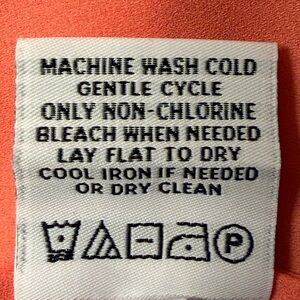 MACHINE WASH COLD
GENTLE CYCLE
ONLY NON-CHLORINE
BLEACH WHEN NEEDED
LAY FLAT TO DRY
COOL IRON IF NEEDED
OR DRY CLEAN
P